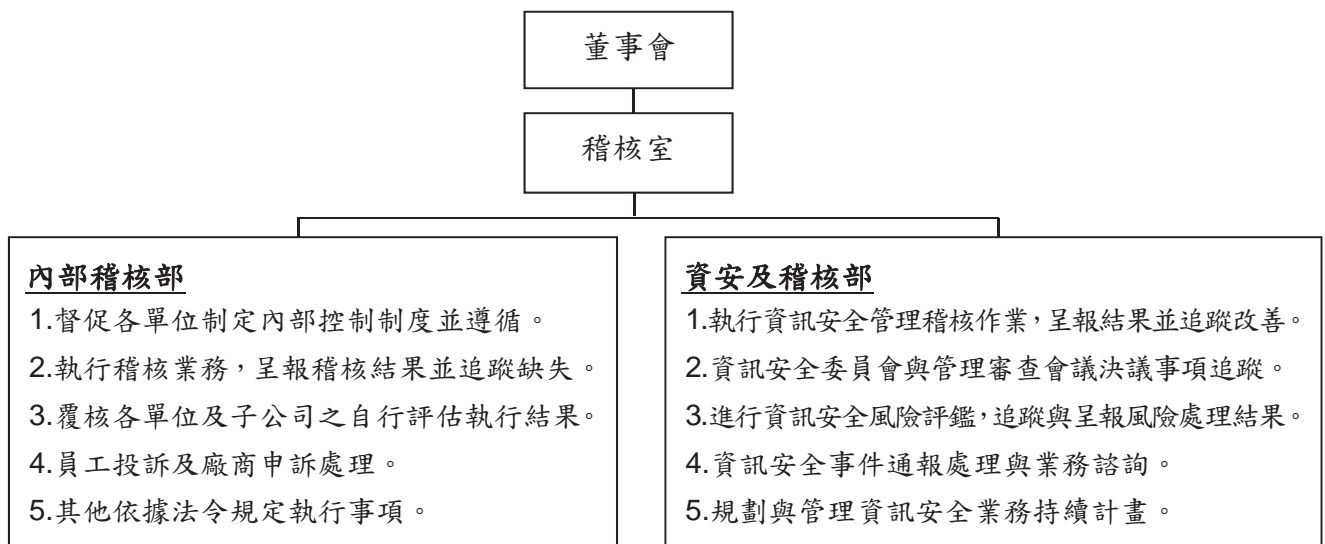 董事會
稽核室
內部稽核部
1.督促各單位制定內部控制制度並遵循。
2.執行稽核業務，呈報稽核結果並追蹤缺失。
3.覆核各單位及子公司之自行評估執行結果。
4.員工投訴及廠商申訴處理。
5.其他依據法令規定執行事項。
資安及稽核部
1.執行資訊安全管理稽核作業，呈報結果並追蹤改善。
2.資訊安全委員會與管理審查會議決議事項追蹤。
3.進行資訊安全風險評鑑，追蹤與呈報風險處理結果。
4.資訊安全事件通報處理與業務諮詢。
5.規劃與管理資訊安全業務持續計畫。